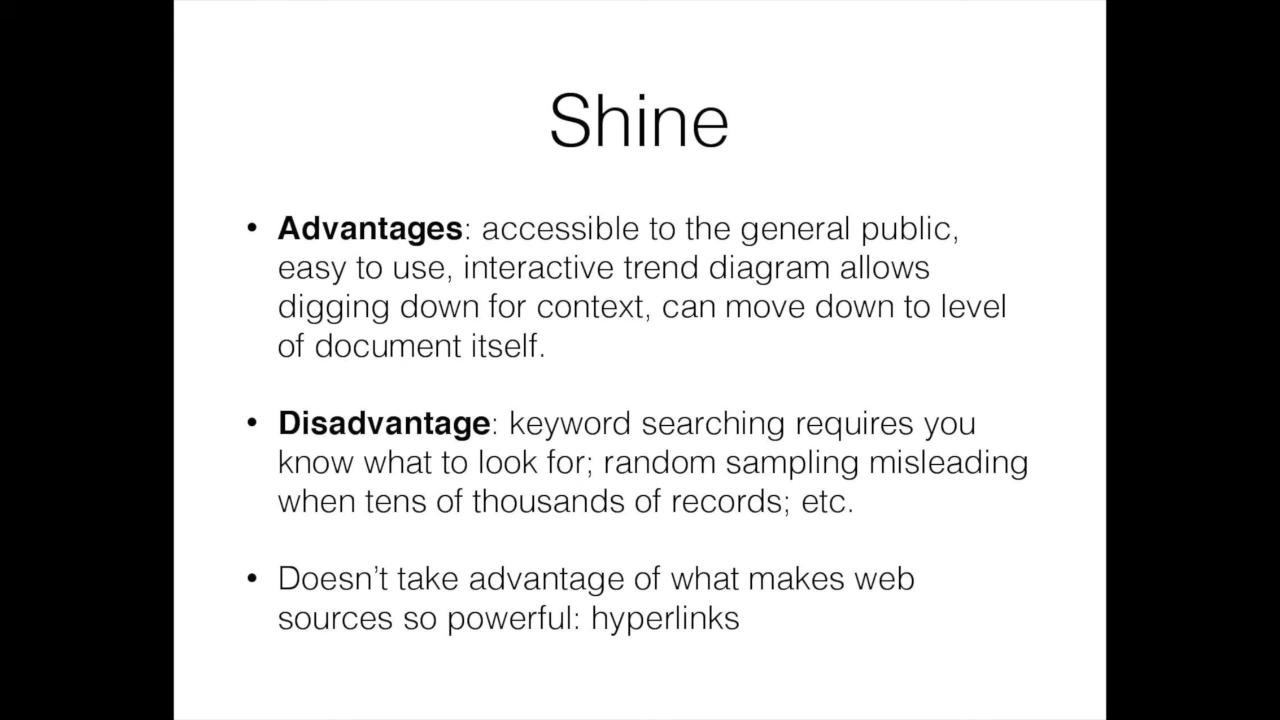 Shine
• Advantages: accessible to the general public,
easy to use, interactive trend diagram allows
digging down for context, can move down to level
of document itself.
• Disadvantage: keyword searching requires you
know what to look for; random sampling misleading
when tens of thousands of records; etc.
• Doesn’t take advantage of what makes web
sources so powerful: hyperlinks